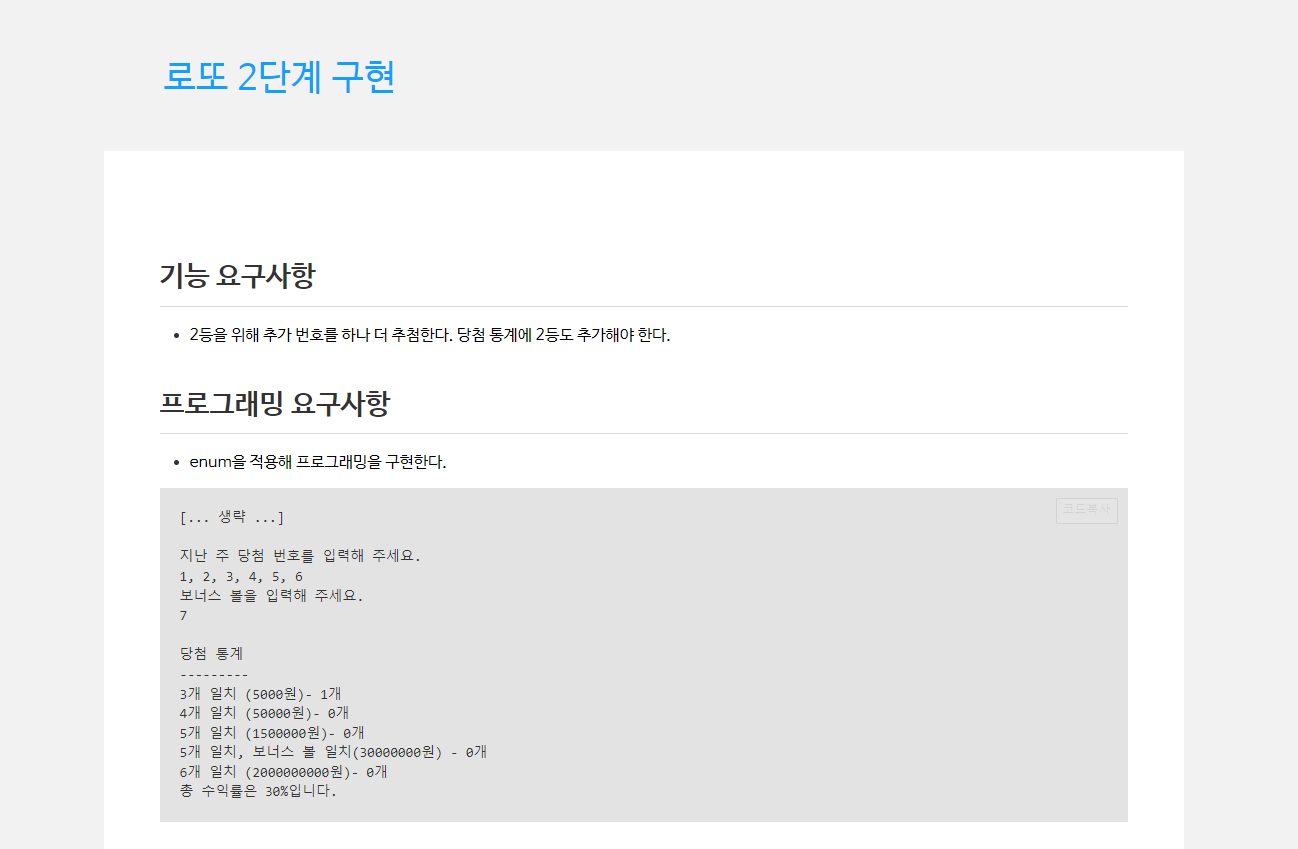 로또 2단계 구현
기능 요구사항
2등을 위해 추가 번호를 하나 더 추첨한다. 당첨 통계에 2등도 추가해야 한다.
프로그래밍 요구사항
enum을 적용해 프로그래밍을 구현한다.
코드복사
[... 생략 ...]
지난 주 당첨 번호를 입력해 주세요.
1, 2, 3, 4, 5, 6
보너스 볼을 입력해 주세요.
7
당첨 통계
---------
3개 일치 (5000원)- 1개
4개 일치 (50000원)- 0개
5개 일치 (1500000원)- 0개
5개 일치, 보너스 볼 일치(30000000원) - 0개
6개 일치 (2000000000원)- 0개
총 수익률은 30%입니다.